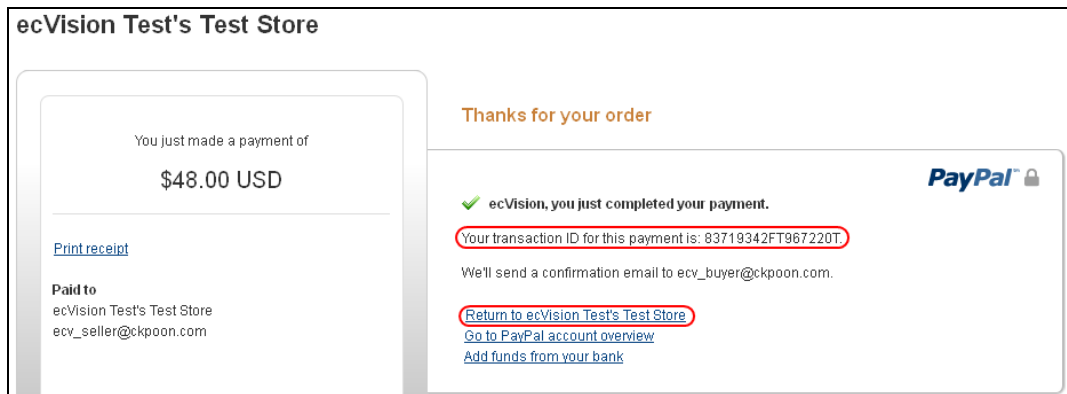 ecVision Test's Test Store
You just made a payment of
$48.00 USD
Print receipt
Paid to
ecVision Test's Test Store
ecv_seller@ckpoon.com
Thanks for your order
PayPal™
ecVision, you just completed your payment.
Your transaction ID for this payment is: 83719342FT967220T.
We'll send a confirmation email to ecv_buyer@ckpoon.com.
Return to ecVision Test's Test Store
Go to PayPal account overview
Add funds from your bank